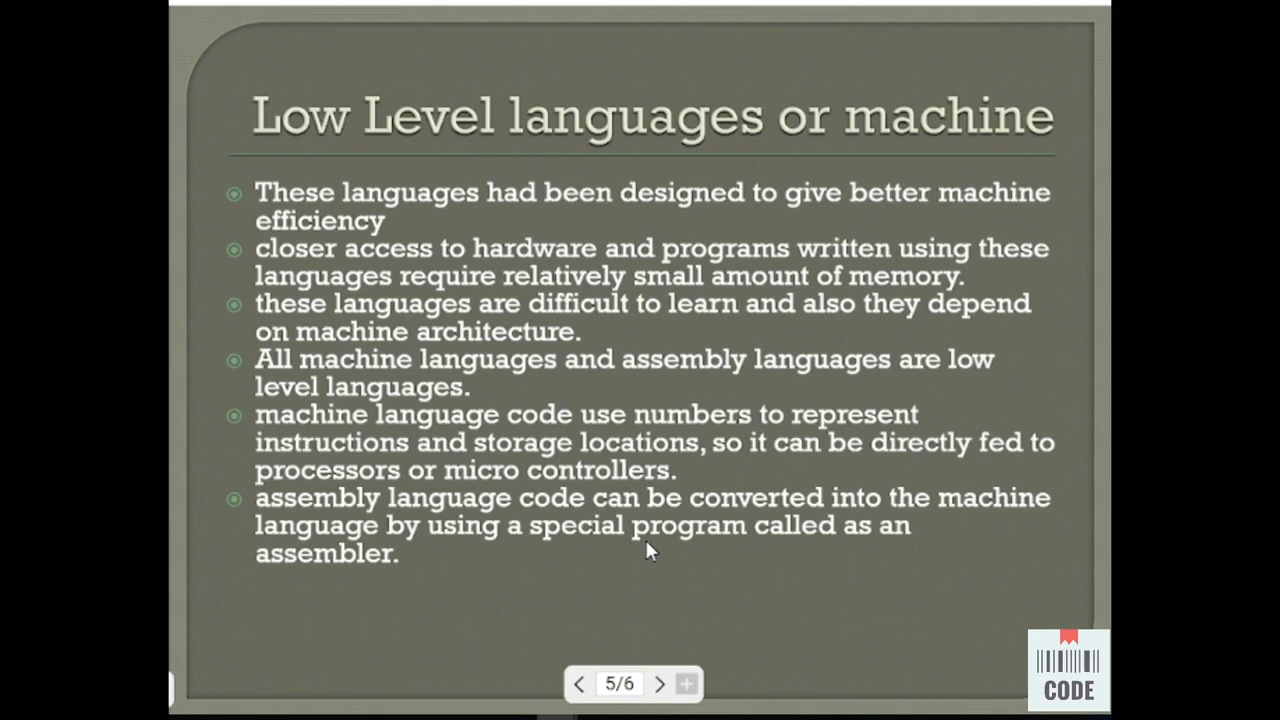 Low Level languages or machine
These languages had been designed to give better machine
efficiency
closer access to hardware and programs written using these
languages require relatively small amount of memory.
these languages are difficult to learn and also they depend
on machine architecture.
All machine languages and assembly languages are low
level languages.
machine language code use numbers to represent
instructions and storage locations, so it can be directly fed to
processors or micro controllers.
assembly language code can be converted into the machine
language by using a special program called as an
assembler.
5/6
CODE